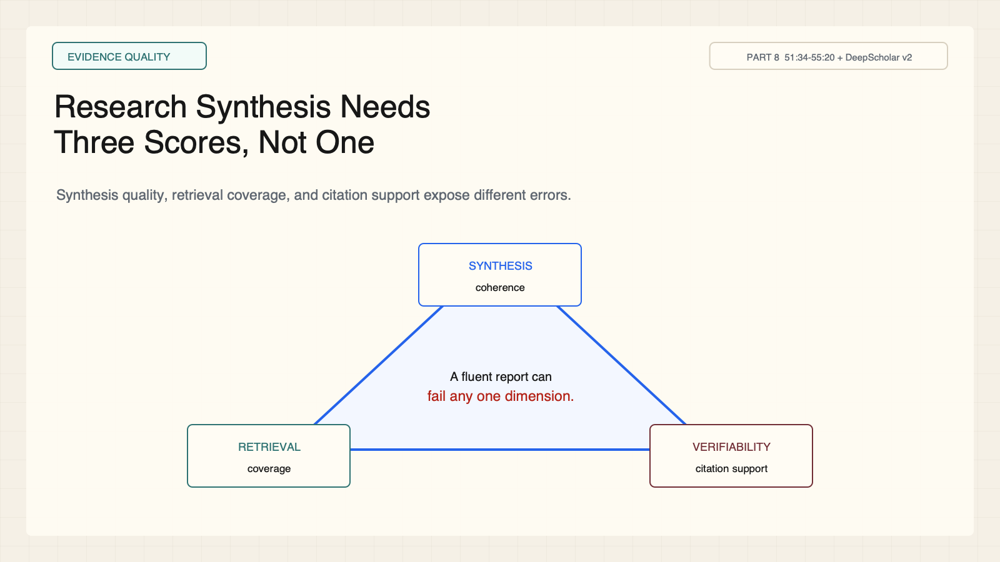 EVIDENCE QUALITY
PART 8 51:34-55:20 + DeepScholar v2
Research Synthesis Needs
Three Scores, Not One
Synthesis quality, retrieval coverage, and citation support expose different errors.
SYNTHESIS
coherence
A fluent report can
fail any one dimension.
RETRIEVAL
coverage
VERIFIABILITY
citation support